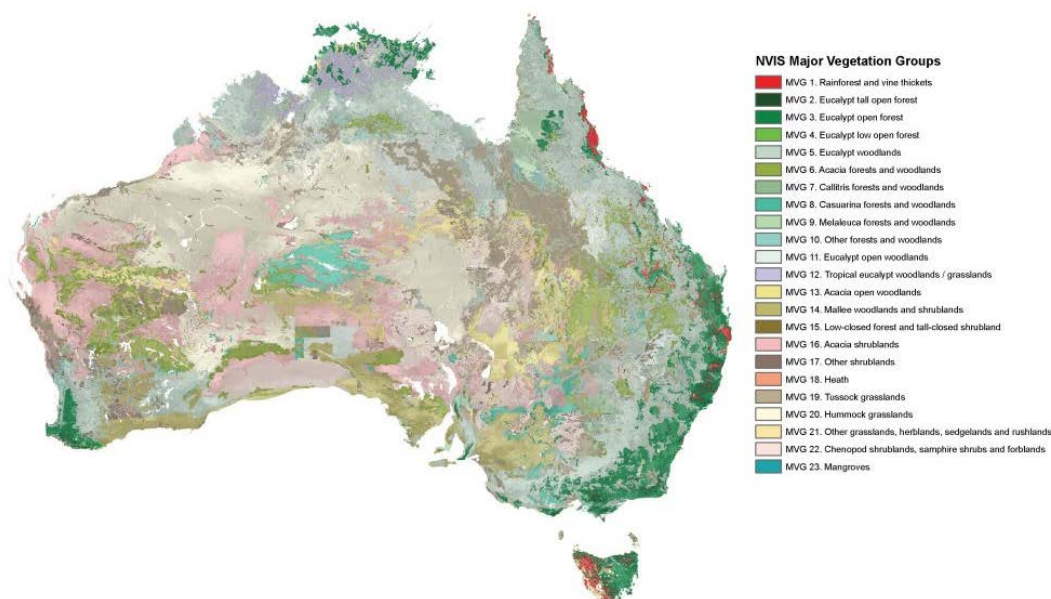 NVIS Major Vegetation Groups
MVG 1. Rainforest and vine thickets
MVG 2. Eucalypt tall open forest
MVG 3. Eucalypt open forest
MVG 4. Eucalypt low open forest
MVG 5. Eucalypt woodlands
MVG 6. Acacia forests and woodlands
MVG 7. Callitris forests and woodlands
MVG 8. Casuarina forests and woodlands
MVG 9. Melaleuca forests and woodlands
MVG 10. Other forests and woodlands
MVG 11. Eucalypt open woodlands
MVG 12. Tropical eucalypt woodlands / grasslands
MVG 13. Acacia open woodlands
MVG 14. Mallee woodlands and shrublands
MVG 15. Low-closed forest and tall-closed shrubland
MVG 16. Acacia shrublands
MVG 17. Other shrublands
MVG 18. Heath
MVG 19. Tussock grasslands
MVG 20. Hummock grasslands
MVG 21. Other grasslands, herblands, sedgelands and rushlands
MVG 22. Chenopod shrublands, samphire shrubs and forblands
MVG 23. Mangroves